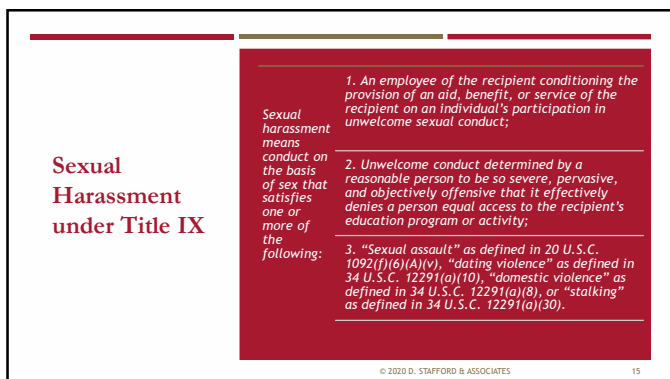 Sexual
Harassment
under Title IX
Sexual
harassment
means
conduct on
the basis
of sex that
satisfies
one or
more of
the
following:
1. An employee of the recipient conditioning the
provision of an aid, benefit, or service of the
recipient on an individual's participation in
unwelcome sexual conduct;
2. Unwelcome conduct determined by a
reasonable person to be so severe, pervasive,
and objectively offensive that it effectively
denies a person equal access to the recipient's
education program or activity;
3. “Sexual assault” as defined in 20 U.S.C.
1092(f)(6)(A)(v), “dating violence” as defined in
34 U.S.C. 12291(a)(10), “domestic violence” as
defined in 34 U.S.C. 12291(a)(8), or “stalking”
as defined in 34 U.S.C. 12291(a)(30).
© 2020 D. STAFFORD & ASSOCIATES 15